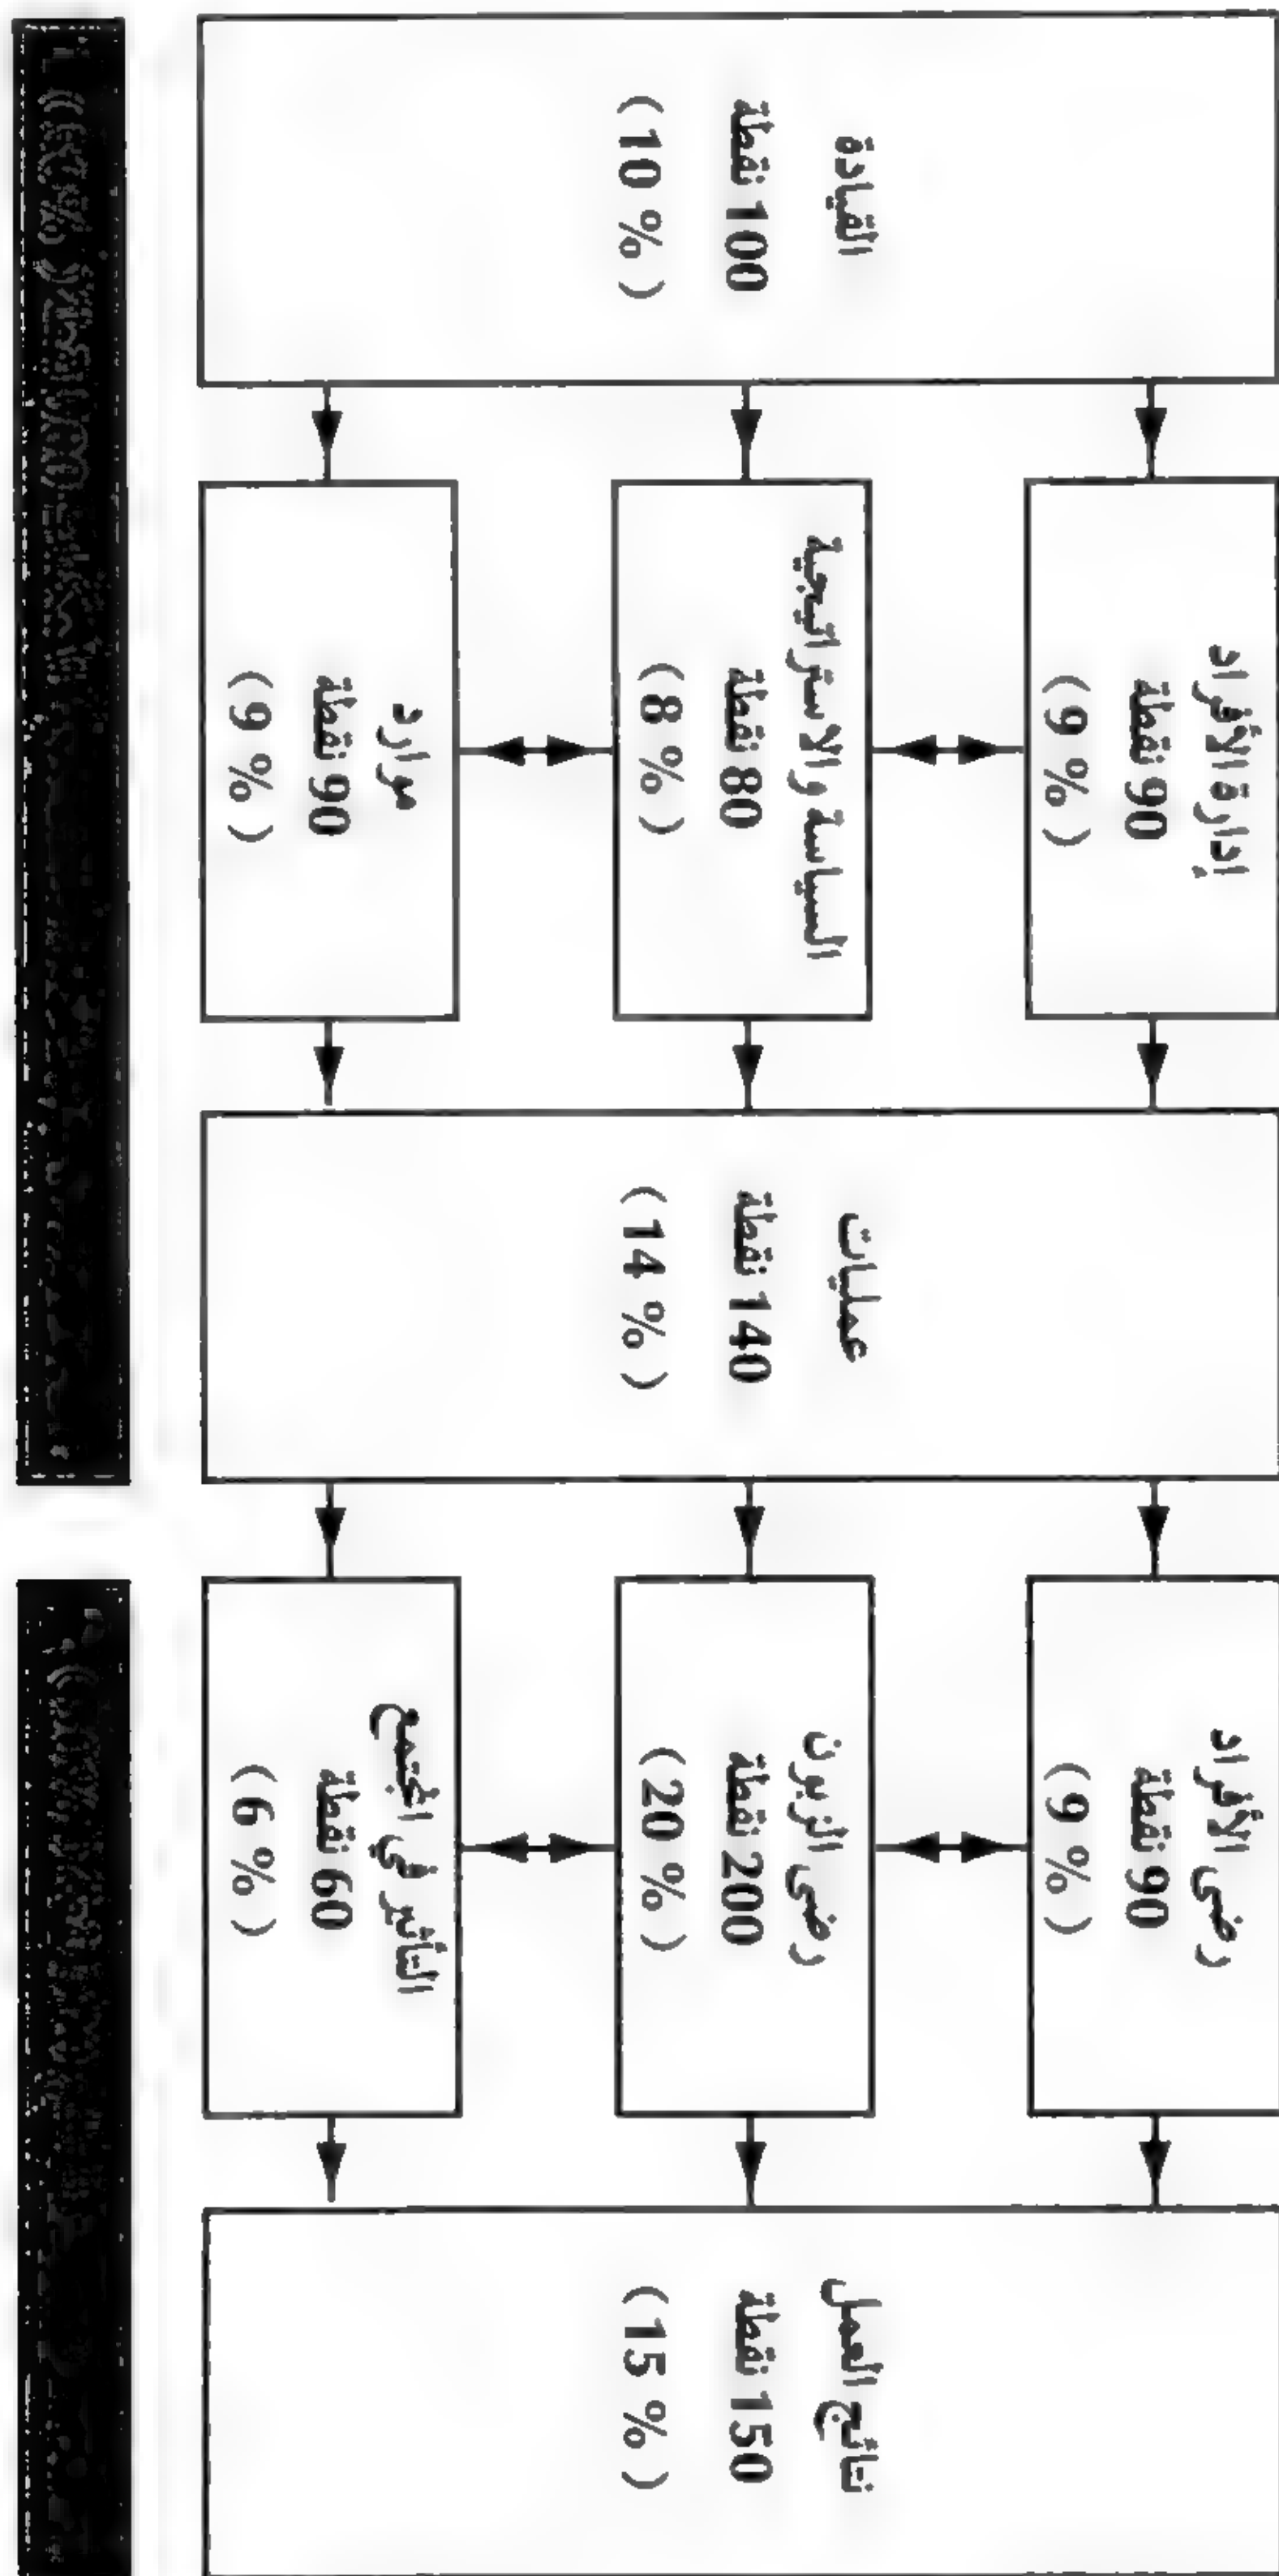 القيادة
100 نقطة
( 10 % )
إدارة الأفراد
90 نقطة
( 9 % )
السياسة والاستراتيجية
80 نقطة
( 8 % )
موارد
90 نقطة
( 9 % )
عمليات
140 نقطة
( 14 % )
رضى الأفراد
90 نقطة
( 9 % )
رضى الزبون
200 نقطة
( 20 % )
التأثير في المجتمع
60 نقطة
( 6 % )
نتائج العمل
150 نقطة
( 15 % )